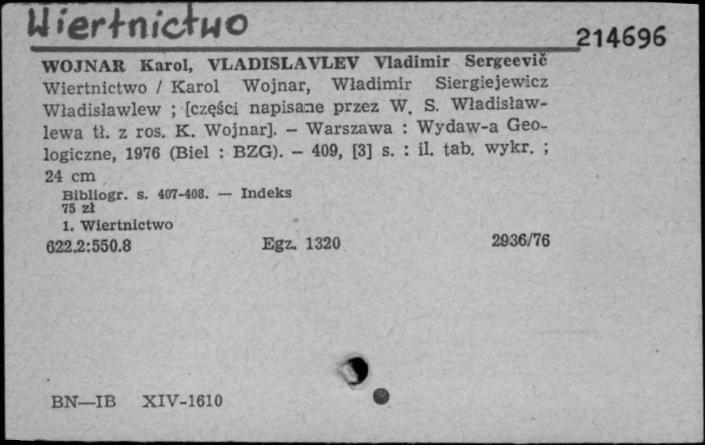 Wiertnictwo
214696
WOJNAR Karol, VLADISLAVLEV Vladimir Sergeevič
Wiertnictwo / Karol Wojnar, Władimir Siergiejewicz
Władisławlew ; [części napisane przez W. S. Władisław-
lewa tł. z ros. K. Wojnar]. — Warszawa : Wydaw-a Geo-
logiczne, 1976 (Biel : BZG). — 409, [3] s. : il. tab. wykr. ;
24 cm
Bibliogr. s. 407-408. — Indeks
75 zł
1. Wiertnictwo
622.2:550.8 Egz. 1320 2936/76
BN—IB XIV-1610